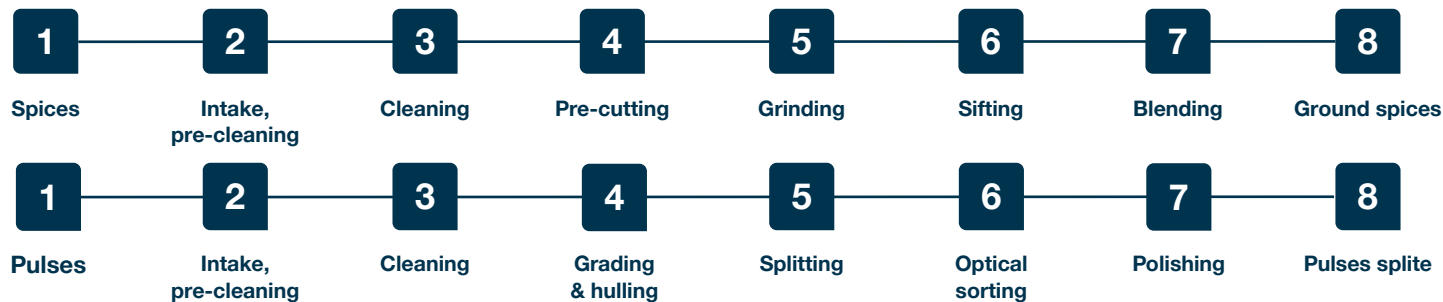 1 2 3 4 5 6 7 8
Spices Intake, Cleaning Pre-cutting Grinding Sifting Blending Ground spices
pre-cleaning
1 2 3 4 5 6 7 8
Pulses Intake, Cleaning Grading Splitting Optical Polishing Pulses splite
pre-cleaning & hulling sorting